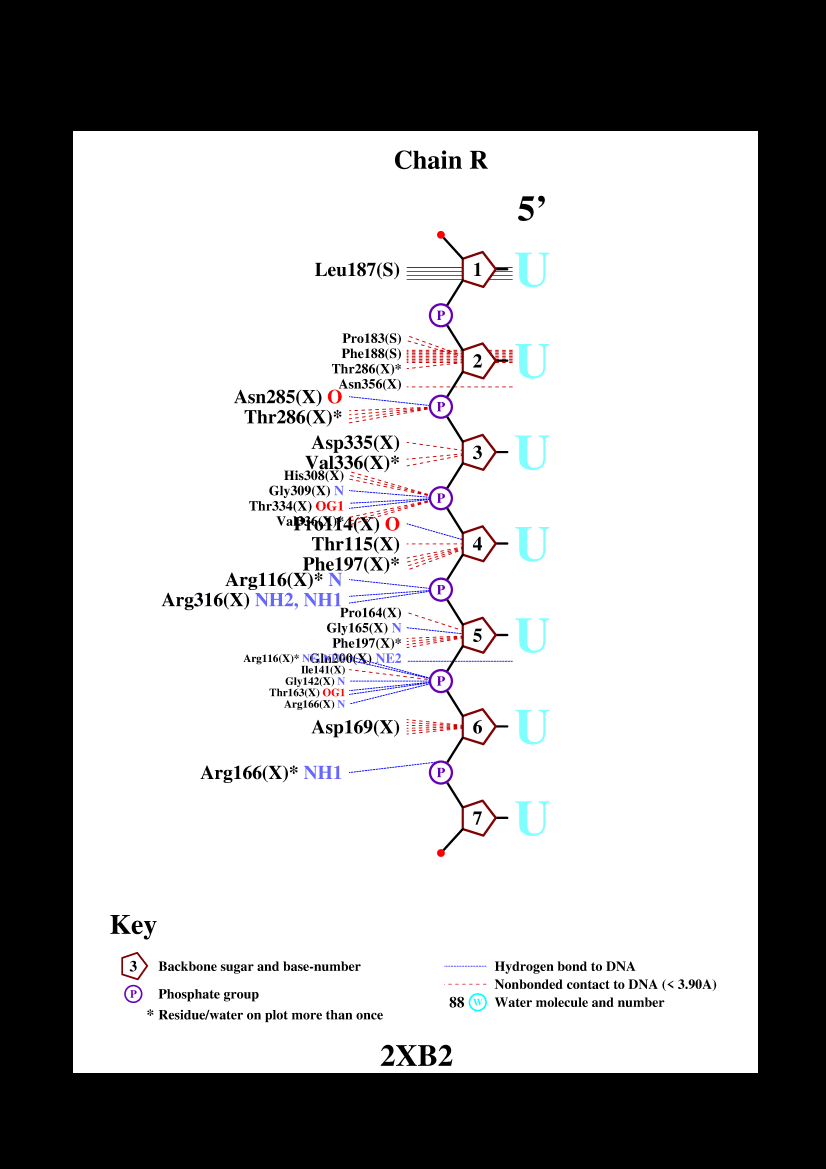 Chain R
5’
Leu187(S) 1 U
P
Pro183(S)
Phe188(S) 2 U
Thr286(X)*
Asn356(X)
Asn285(X) O P
Thr286(X)*
Asp335(X) 3 U
Val336(X)*
His308(X)
Gly309(X) N P
Thr334(X) OG1
Val336(X)*
Pro114(X) O
Thr115(X) 4 U
Phe197(X)*
Arg116(X)* N P
Arg316(X) NH2, NH1
Pro164(X)
Gly165(X) N 5 U
Phe197(X)*
Gln200(X) NE2
Arg116(X)*
Ile141(X)
Gly142(X) N P
Thr163(X) OG1
Arg166(X) N
Asp169(X) 6 U
Arg166(X)* NH1 P
7 U
Key
3 Backbone sugar and base-number
P Phosphate group
* Residue/water on plot more than once
Hydrogen bond to DNA
Nonbonded contact to DNA (< 3.90A)
88 W Water molecule and number
2XB2